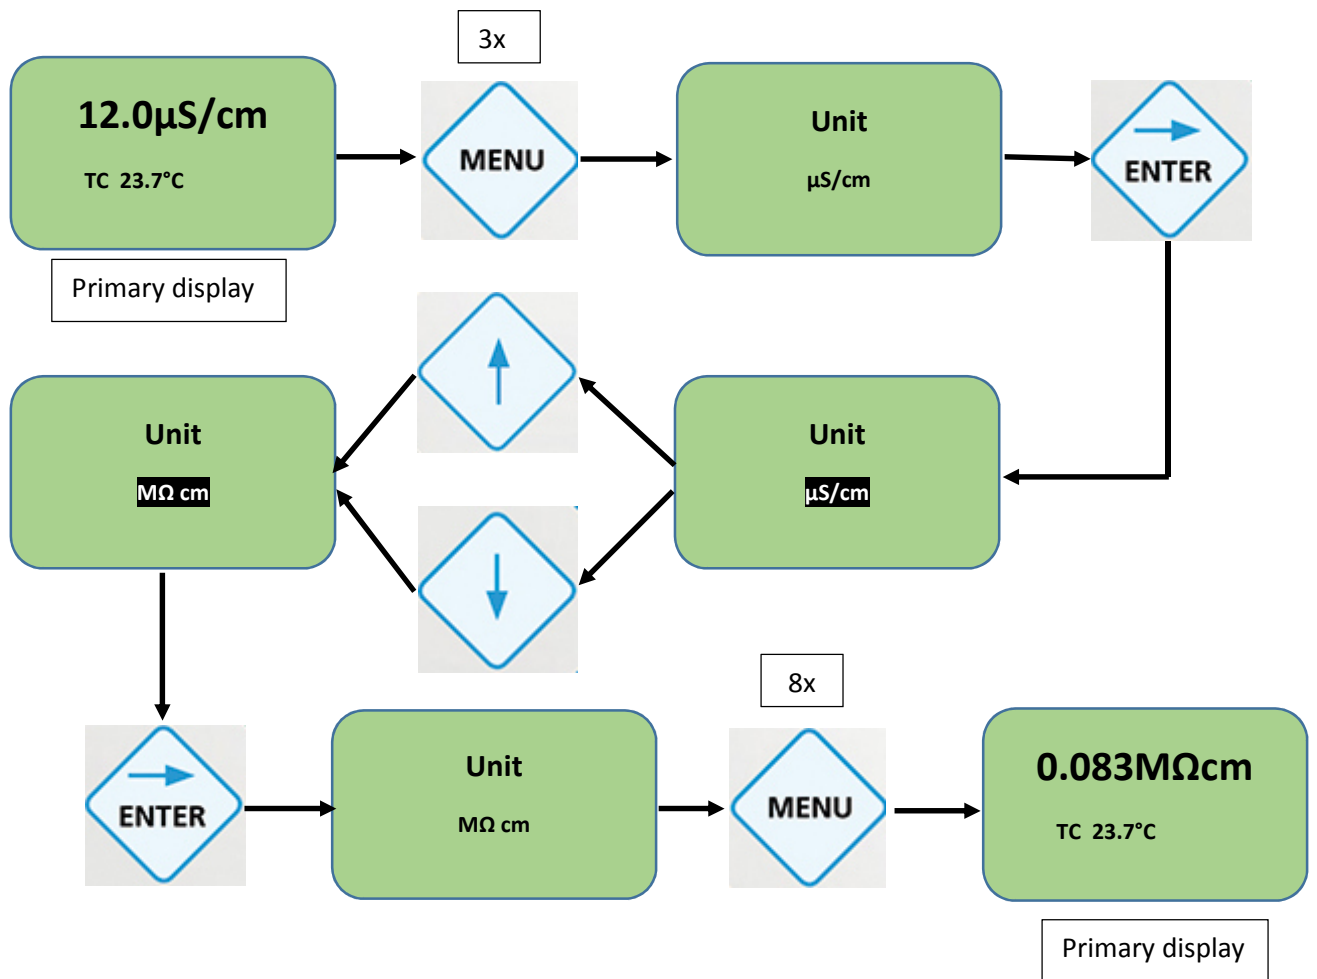 3x
12.0µS/cm
TC 23.7°C
Primary display
MENU
Unit
µS/cm
ENTER
Unit
MΩ cm
Unit
µS/cm
8x
ENTER
Unit
MΩ cm
MENU
0.083MΩcm
TC 23.7°C
Primary display